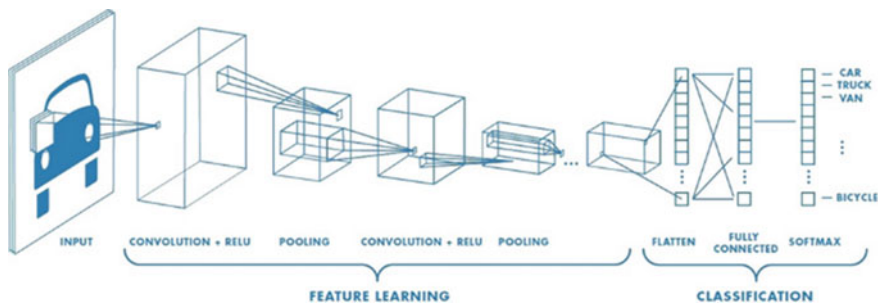 CAR
TRUCK
VAN
BICYCLE
INPUT
CONVOLUTION + RELU
POOLING
CONVOLUTION + RELU
POOLING
FLATTEN
FULLY
CONNECTED
SOFTMAX
FEATURE LEARNING
CLASSIFICATION